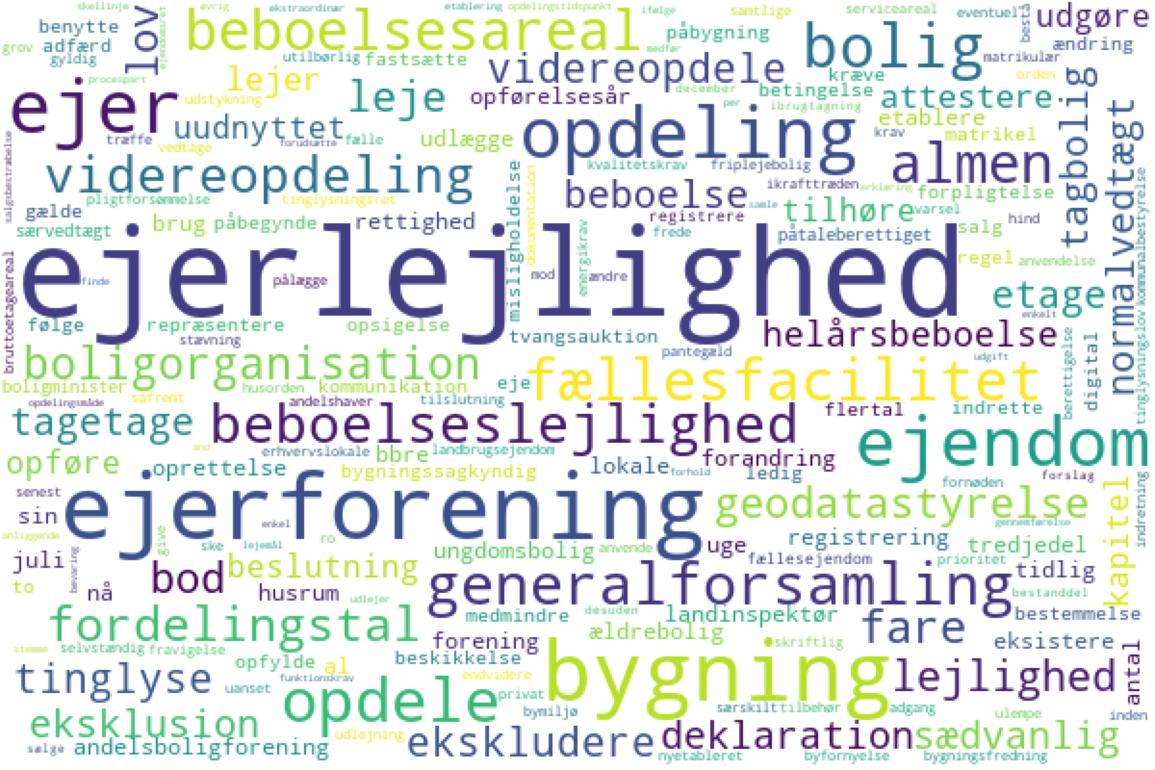 skellinje øvrig ekstraordinær etablering opdelingstidspunkt ifølge samtlige serviceareal eventuelt bestå udgøre
benytte lov ejendomsret beboelsesareal påbygning bolig ændring
grov adfærd utilbørlig fastsætte matrikulær
gyldig procespart lejer videreopdele medfør kræve orden
ejer udstykning leje opførelsesår december betingelse attestere
uudnyttet per ibrugtagning etablere
træffe forudsætte fælle udlægge opdeling krav matrikel tagbolig normalvedtægt
salgsbestræbelse vedtage kvalitetskrav friplejebolig almen
videreopdeling misligholdelse dokumentation ikrafttræden erklæring
pligtforsømmelse tinglysningsret beboelse samle forpligtelse
gælde brug påbegynde rettighed registrere tilhøre varsel
særvedtægt energikrav frede påtaleberettiget salg hind kommunalbestyrelse
ejerlejlighed regel anvendelse
bruttoetageareal finde pålægge mod ændre etage
følge repræsentere opsigelse enkelt
stævning tvangsauktion helårsbeboelse
boligorganisation pantegæld udgift berettigelse digital tinglysningslov
boligminister husorden kommunikation eje fællesfacilitet
opdelingsmåde såfremt andelshaver tilslutning flertal indrette
tagetage beboelseslejlighed ejendom
and erhvervslokale bbre landbrugsejendom forandring
opføre oprettelse bygningssagkyndig lokale forhold ledig fornøden forslag
senest ejerforening geodatastyrelse kapitel indretning
sin enkel gennemførelse
anliggende give ske lejemål ro ungdomsbolig anvende uge registrering tredjedel
juli bevaring beslutning fællesejendom prioritet
to nå bod husrum generalforsamling tidlig
udlejer bestanddel
fordelingstal medmindre desuden landinspektør fare bestemmelse
stemme selvstændig fravigelse forening ældrebolig skriftlig eksistere
opfylde al beskikkelse bygning antal
tinglyse uanset funktionskrav endvidere lejlighed
opdele privat særskilt tilbehør adgang ulempe inden
eksklusion udlejning bymiljø
sælge andelsboligforening ekskludere deklaration sædvanlig
nyetableret byfornyelse bygningsfredning